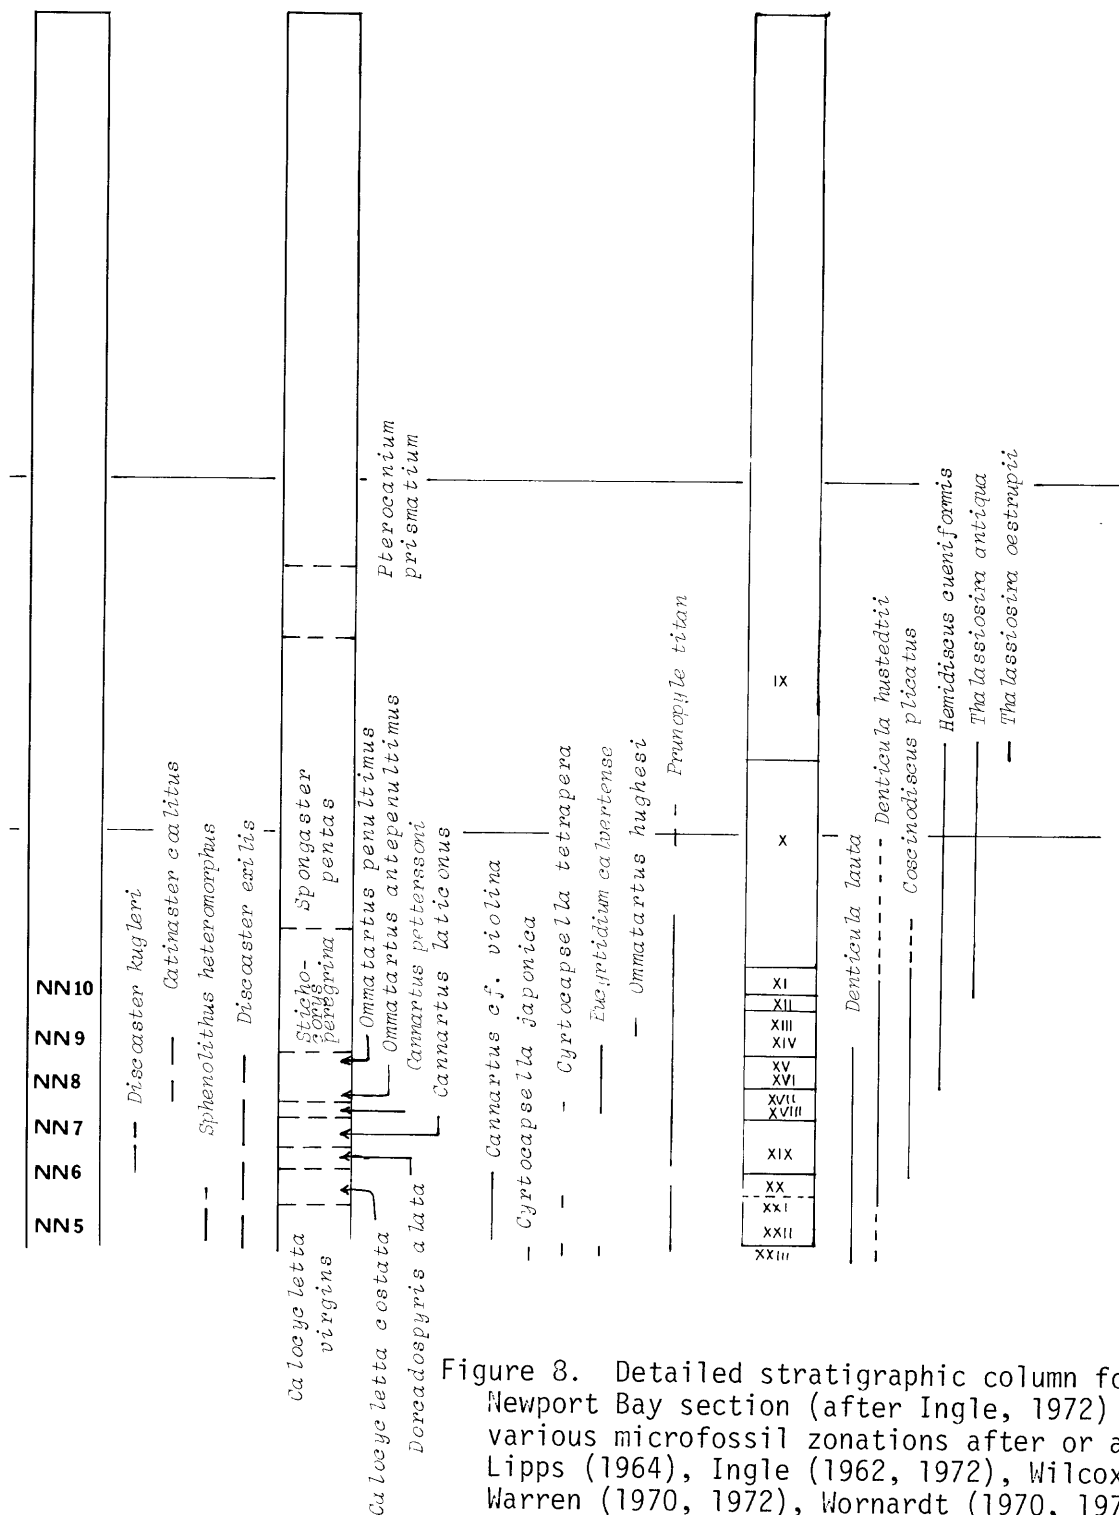 NN10
NN9
NN8
NN7
NN6
NN5
Discoaster kugleri
Catinaster calitus
Sphenolithus heteromorphus
Discoaster exilis
Pterocanium
prismatium
Spongaster
pentas
Sticho-
corys
peregrina
Calocycletta
virgins
Ommatartus penultimus
Ommatartus antepenultimus
Cannartus petterssoni
Cannartus laticonus
Dorcadospyris alata
Calocycletta costata
Cannartus cf. violina
Cyrtocapsella japonica
Cyrtocapsella tetrapera
Eucyrtidium calvertense
Ommatartus hughesi
Prunopyle titan
IX
X
XI
XII
XIII
XIV
XV
XVI
XVII
XVIII
XIX
XX
XXI
XXII
XXIII
Denticula lauta
Denticula hustedtii
Coscinodiscus plicatus
Hemidiscus cueniformis
Thalassiosira antiqua
Thalassiosira oestrupii
Figure 8. Detailed stratigraphic column fo
Newport Bay section (after Ingle, 1972)
various microfossil zonations after or a
Lipps (1964), Ingle (1962, 1972), Wilcox
Warren (1970, 1972), Wornardt (1970, 197